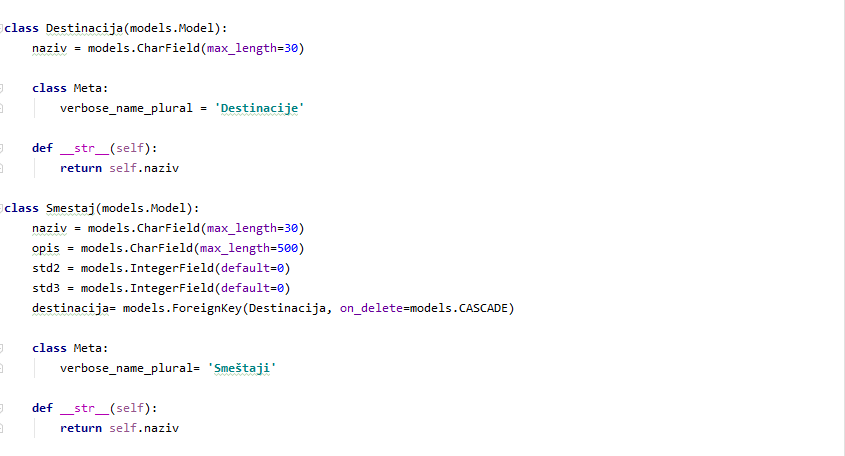 class Destinacija(models.Model):
    naziv = models.CharField(max_length=30)

    class Meta:
        verbose_name_plural = 'Destinacije'

    def __str__(self):
        return self.naziv

class Smestaj(models.Model):
    naziv = models.CharField(max_length=30)
    opis = models.CharField(max_length=500)
    std2 = models.IntegerField(default=0)
    std3 = models.IntegerField(default=0)
    destinacija= models.ForeignKey(Destinacija, on_delete=models.CASCADE)

    class Meta:
        verbose_name_plural= 'Smeštaji'

    def __str__(self):
        return self.naziv